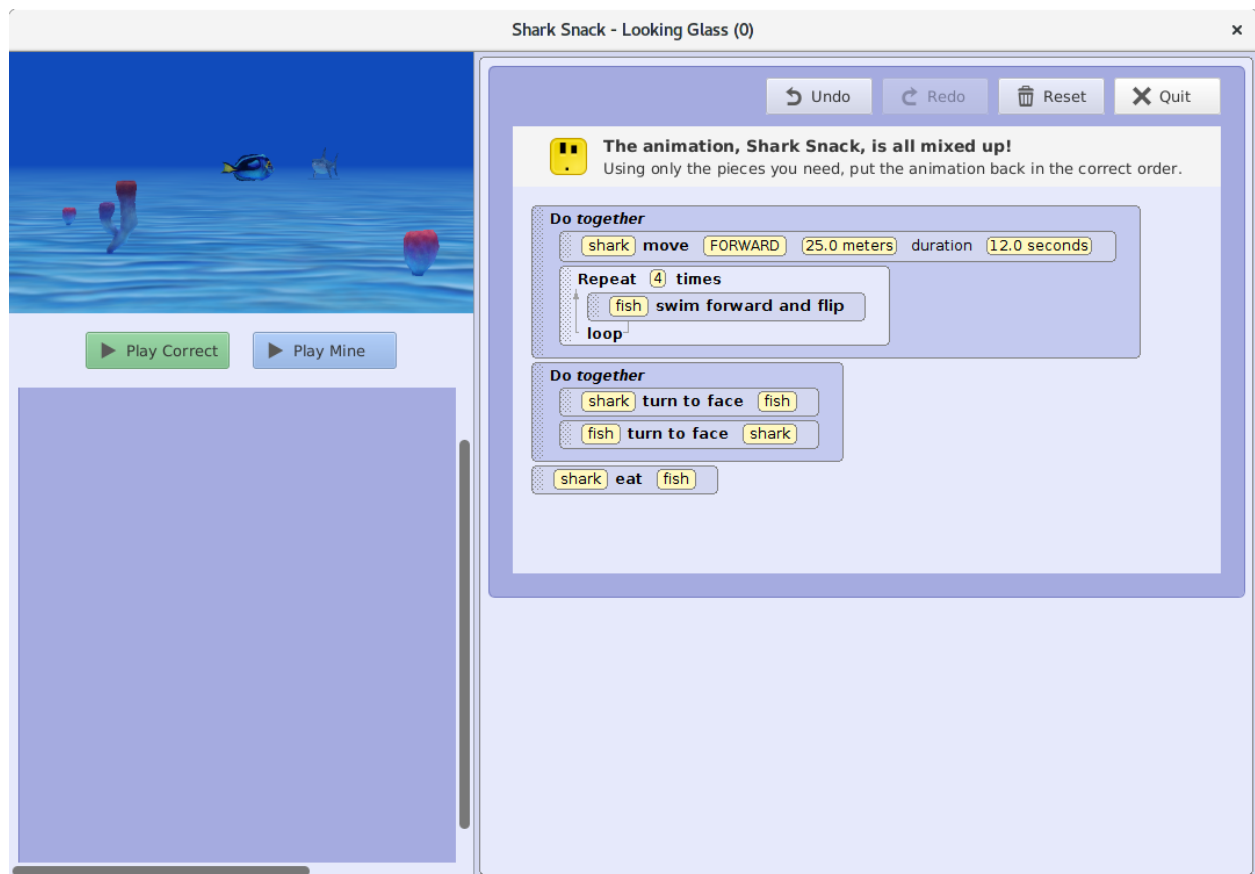 Shark Snack - Looking Glass (0)
Undo Redo Reset Quit
The animation, Shark Snack, is all mixed up!
Using only the pieces you need, put the animation back in the correct order.
Do together
shark move FORWARD 25.0 meters duration 12.0 seconds
Repeat 4 times
fish swim forward and flip
loop
Play Correct Play Mine
Do together
shark turn to face fish
fish turn to face shark
shark eat fish